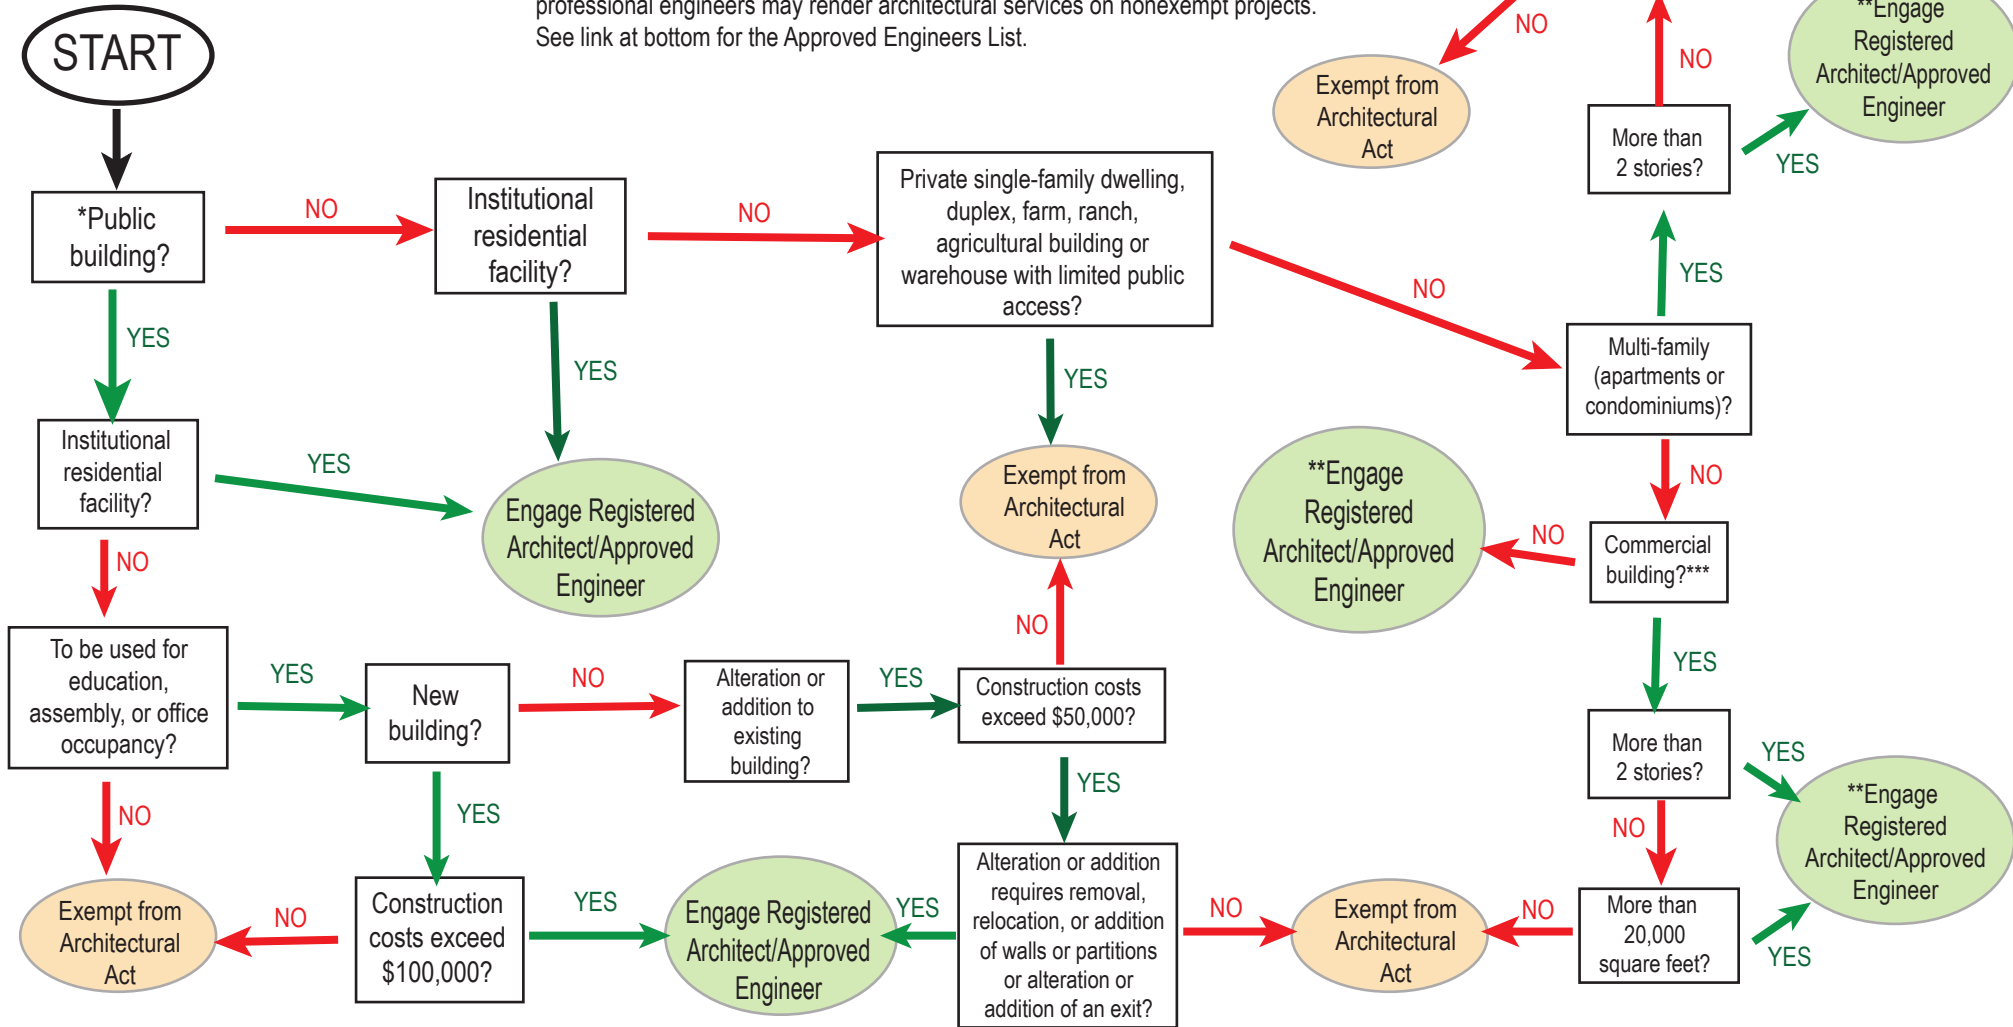 professional engineers may render architectural services on nonexempt projects.
See link at bottom for the Approved Engineers List.
START
*Public
building?
NO
Institutional
residential
facility?
NO
Private single-family dwelling,
duplex, farm, ranch,
agricultural building or
warehouse with limited public
access?
NO
Exempt from
Architectural
Act
NO
NO
**Engage
Registered
Architect/Approved
Engineer
More than
2 stories?
YES
YES
Multi-family
(apartments or
condominiums)?
YES
YES
YES
Institutional
residential
facility?
YES
Engage Registered
Architect/Approved
Engineer
Exempt from
Architectural
Act
**Engage
Registered
Architect/Approved
Engineer
NO
NO
Commercial
building?***
NO
To be used for
education,
assembly, or office
occupancy?
YES
New
building?
NO
Alteration or
addition to
existing
building?
YES
Construction costs
exceed $50,000?
NO
YES
More than
2 stories?
YES
**Engage
Registered
Architect/Approved
Engineer
NO
YES
YES
NO
Exempt from
Architectural
Act
NO
Construction
costs exceed
$100,000?
YES
Engage Registered
Architect/Approved
Engineer
YES
Alteration or addition
requires removal,
relocation, or addition
of walls or partitions
or alteration or
addition of an exit?
NO
Exempt from
Architectural
Act
NO
More than
20,000
square feet?
YES